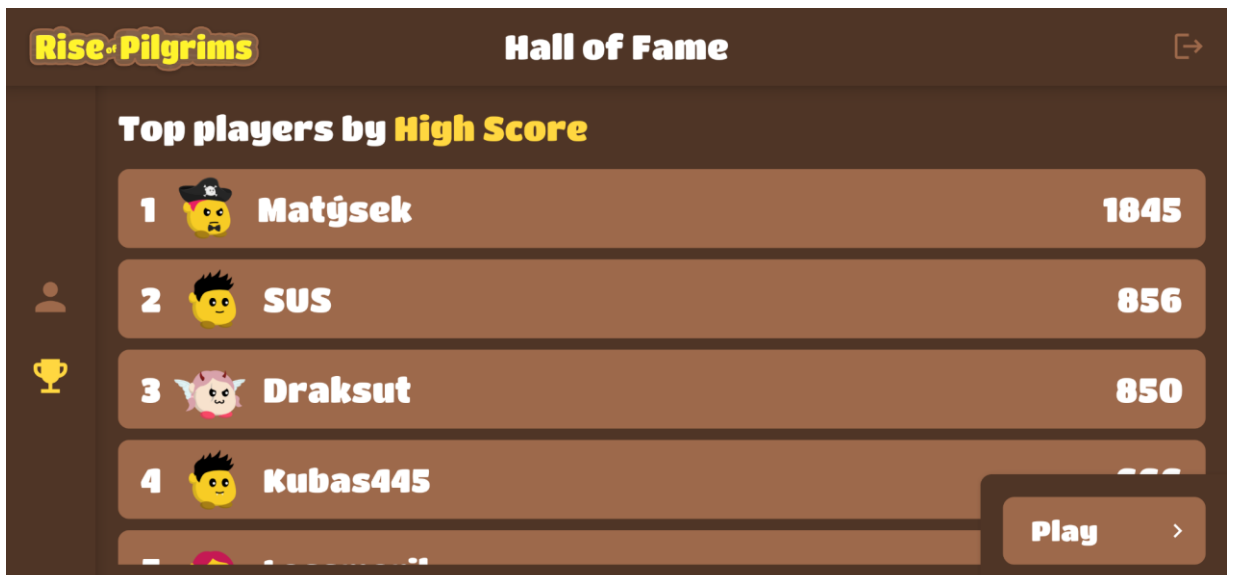 Rise of Pilgrims
Hall of Fame
Top players by High Score
1 Matýsek 1845
2 SUS 856
3 Draksut 850
4 Kubas445
Play